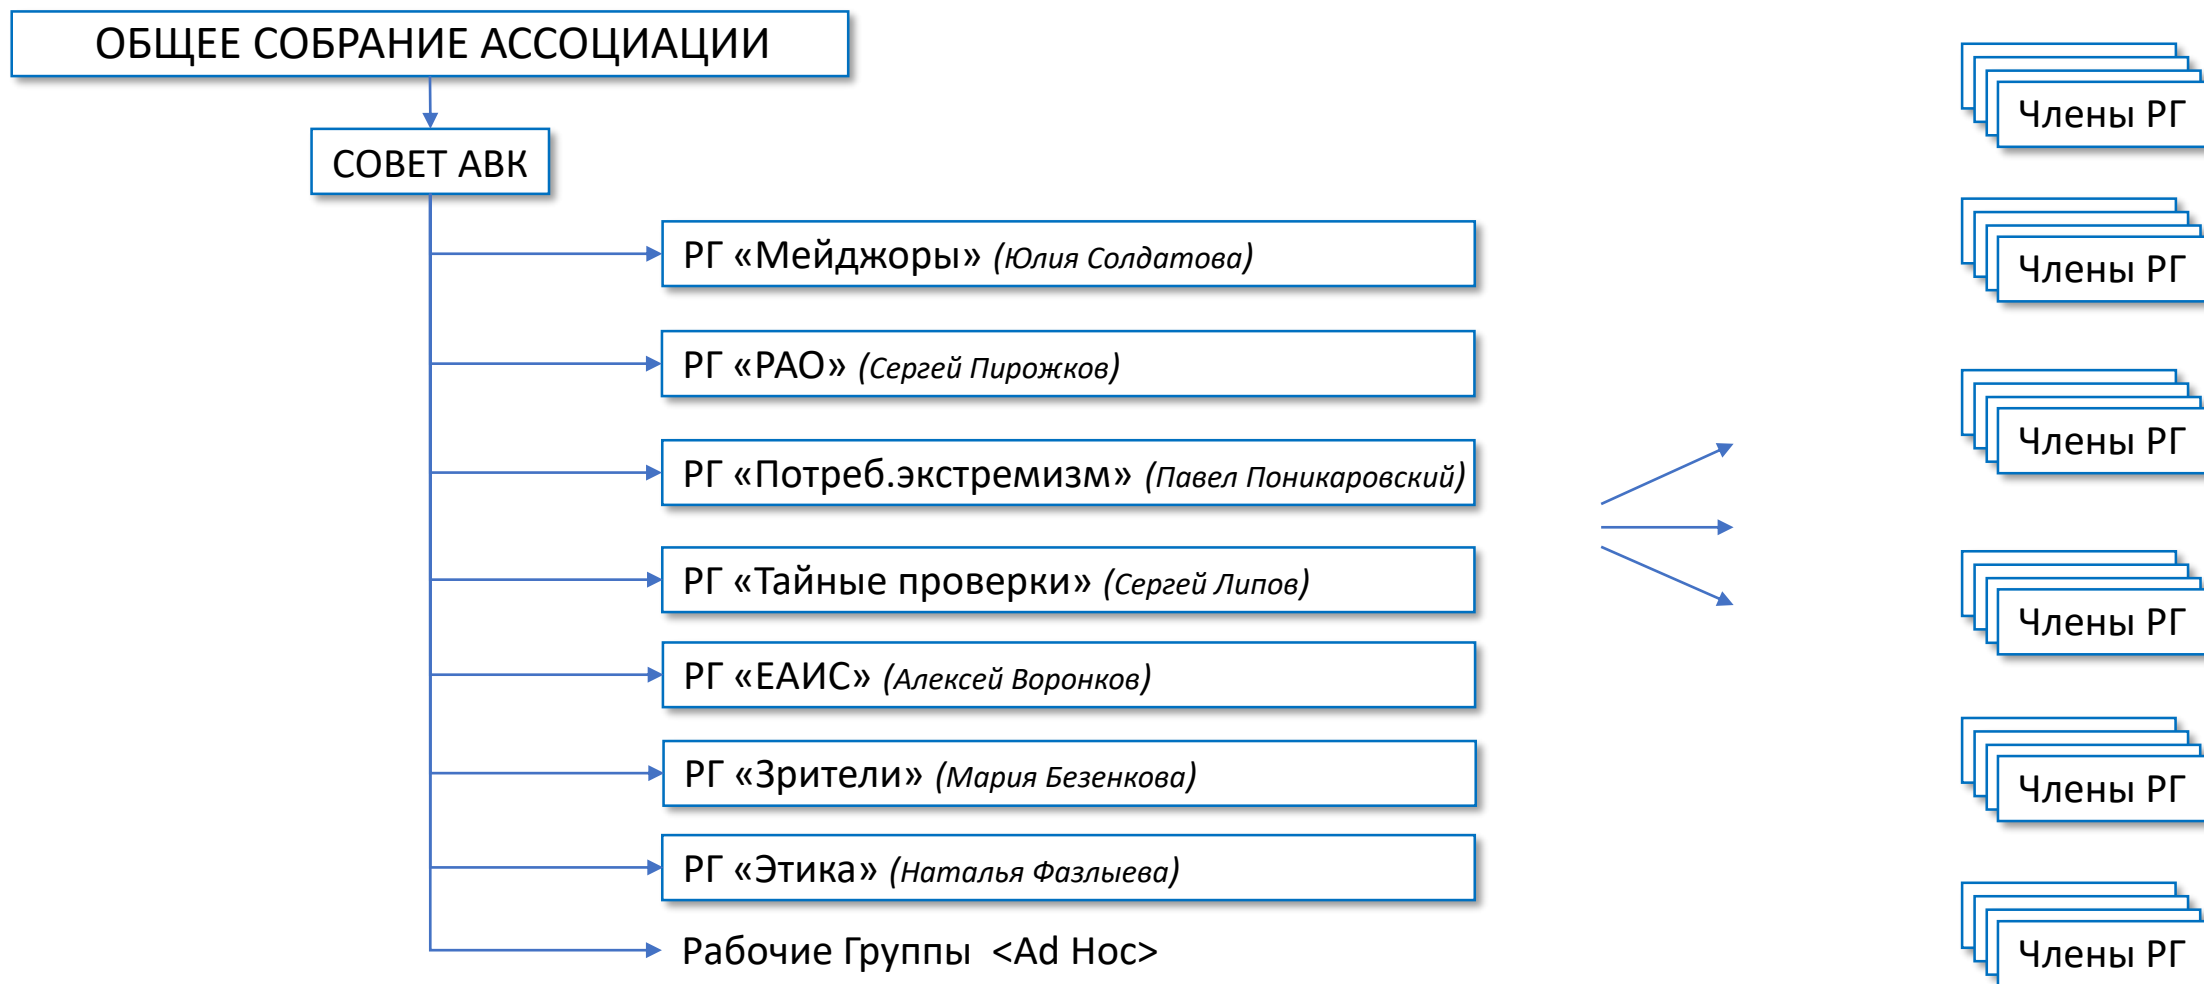 ОБЩЕЕ СОБРАНИЕ АССОЦИАЦИИ
СОВЕТ АВК
РГ «Мейджоры» (Юлия Солдатова)
РГ «РАО» (Сергей Пирожков)
РГ «Потреб.экстремизм» (Павел Поникаровский)
РГ «Тайные проверки» (Сергей Липов)
РГ «ЕАИС» (Алексей Воронков)
РГ «Зрители» (Мария Безенкова)
РГ «Этика» (Наталья Фазлыева)
Рабочие Группы <Ad Hoc>
Члены РГ
Члены РГ
Члены РГ
Члены РГ
Члены РГ
Члены РГ